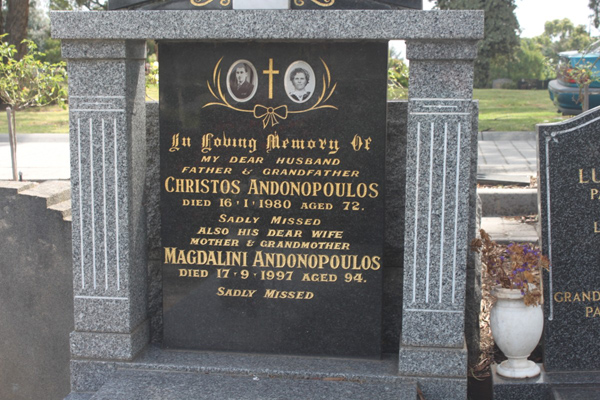 In Loving Memory Of
MY DEAR HUSBAND
FATHER & GRANDFATHER
CHRISTOS ANDONOPOULOS
DIED 16·1·1980 AGED 72.
SADLY MISSED
ALSO HIS DEAR WIFE
MOTHER & GRANDMOTHER
MAGDALINI ANDONOPOULOS
DIED 17·9·1997 AGED 94.
SADLY MISSED